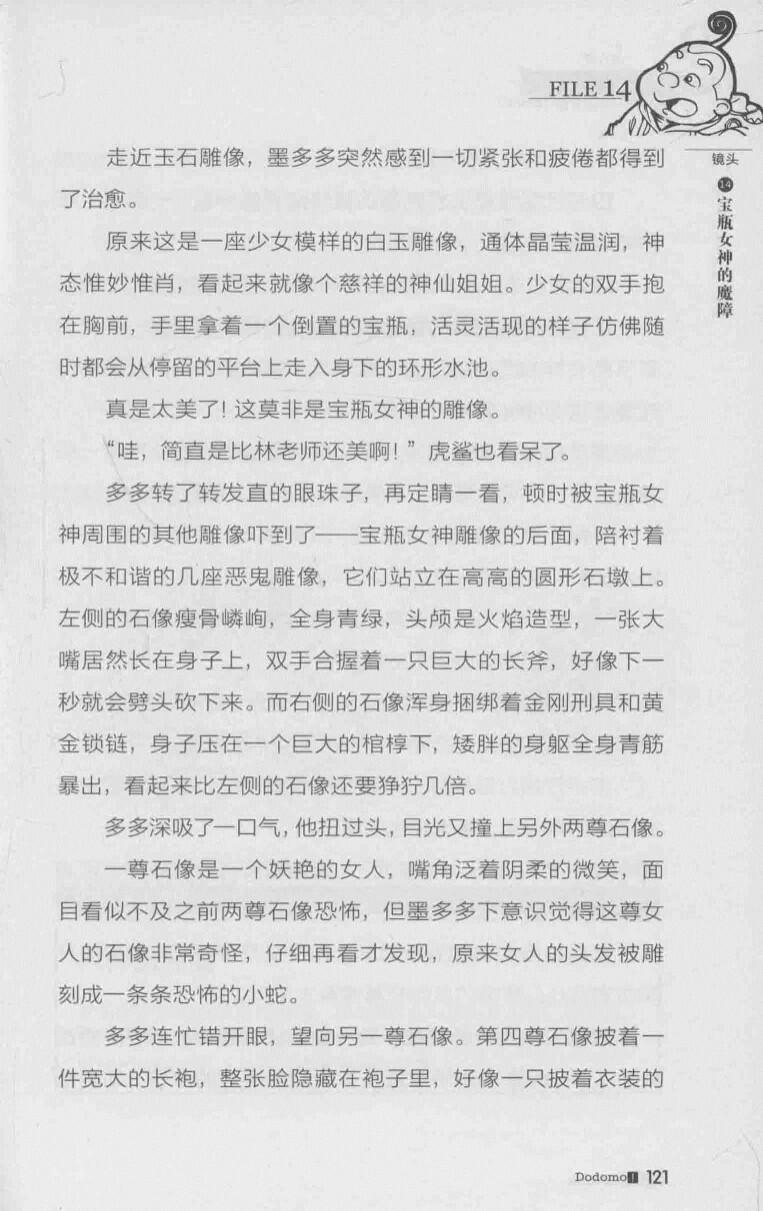 FILE 14
镜头
14
宝瓶女神的魔障
走近玉石雕像，墨多多突然感到一切紧张和疲倦都得到
了治愈。
原来这是一座少女模样的白玉雕像，通体晶莹温润，神
态惟妙惟肖，看起来就像个慈祥的神仙姐姐。少女的双手抱
在胸前，手里拿着一个倒置的宝瓶，活灵活现的样子仿佛随
时都会从停留的平台上走入身下的环形水池。
真是太美了！这莫非是宝瓶女神的雕像。
“哇，简直是比林老师还美啊！”虎鲨也看呆了。
多多转了转发直的眼珠子，再定睛一看，顿时被宝瓶女
神周围的其他雕像吓到了——宝瓶女神雕像的后面，陪衬着
极不和谐的几座恶鬼雕像，它们站立在高高的圆形石墩上。
左侧的石像瘦骨嶙峋，全身青绿，头颅是火焰造型，一张大
嘴居然长在身子上，双手合握着一只巨大的长斧，好像下一
秒就会劈头砍下来。而右侧的石像浑身捆绑着金刚刑具和黄
金锁链，身子压在一个巨大的棺椁下，矮胖的身躯全身青筋
暴出，看起来比左侧的石像还要狰狞几倍。
多多深吸了一口气，他扭过头，目光又撞上另外两尊石像。
一尊石像是一个妖艳的女人，嘴角泛着阴柔的微笑，面
目看似不及之前两尊石像恐怖，但墨多多下意识觉得这尊女
人的石像非常奇怪，仔细再看才发现，原来女人的头发被雕
刻成一条条恐怖的小蛇。
多多连忙错开眼，望向另一尊石像。第四尊石像披着一
件宽大的长袍，整张脸隐藏在袍子里，好像一只披着衣装的
Dodomo 121